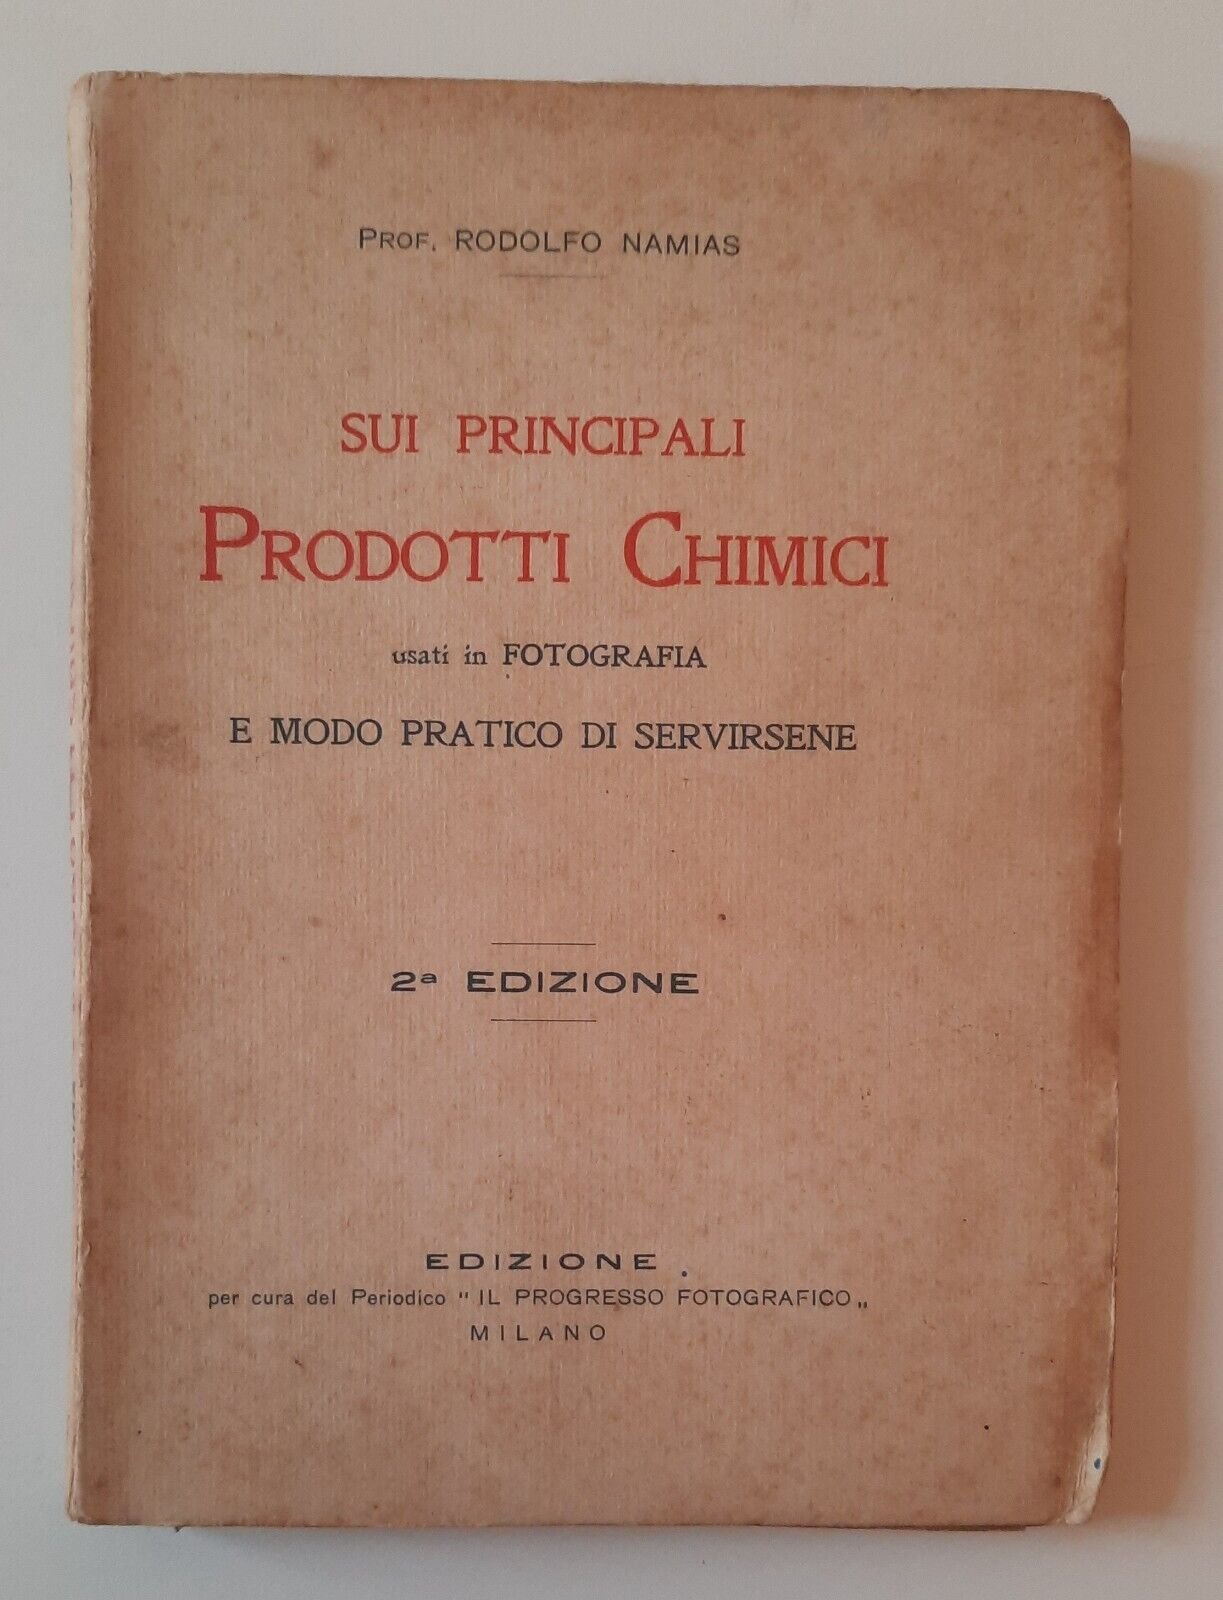 PROF. RODOLFO NAMIAS
SUI PRINCIPALI
PRODOTTI CHIMICI
usati in FOTOGRAFIA
E MODO PRATICO DI SERVIRSENE
2ª EDIZIONE
EDIZIONE
per cura del Periodico "IL PROGRESSO FOTOGRAFICO„
MILANO